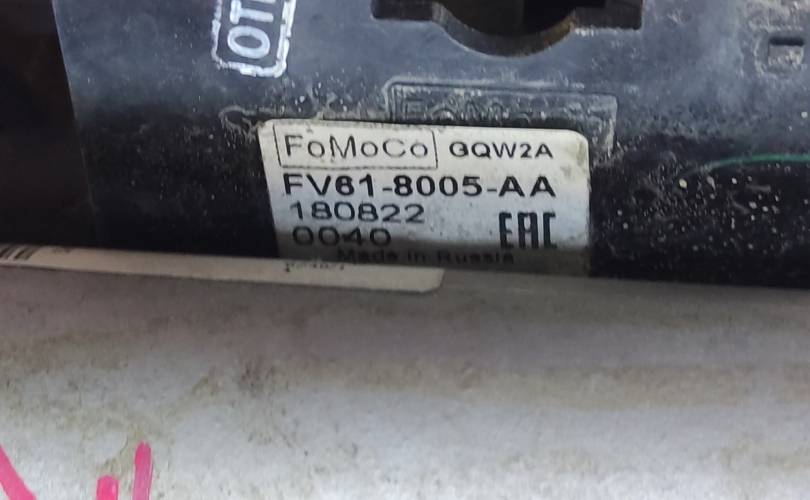 FoMoCo GQW2A
FV61-8005-AA
180822
0040 EAC
Made in Russia